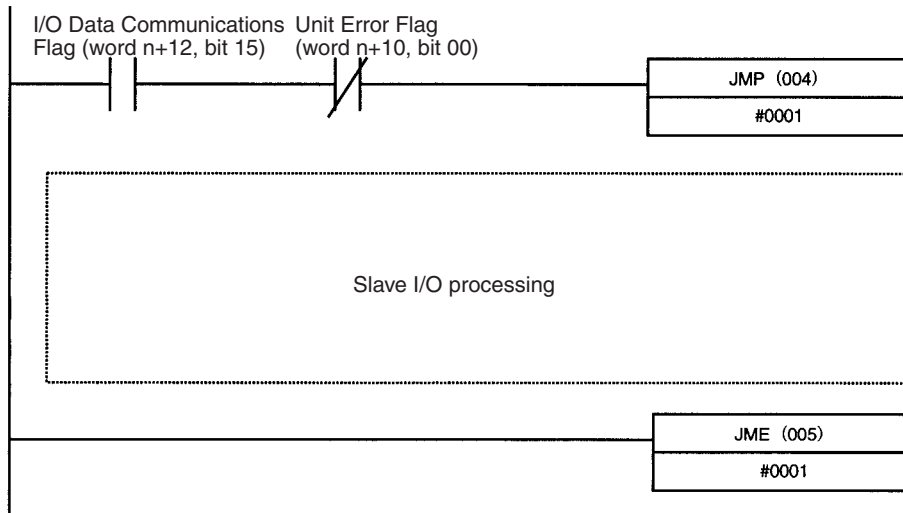 I/O Data Communications Unit Error Flag
Flag (word n+12, bit 15) (word n+10, bit 00)
JMP (004)
#0001
Slave I/O processing
JME (005)
#0001